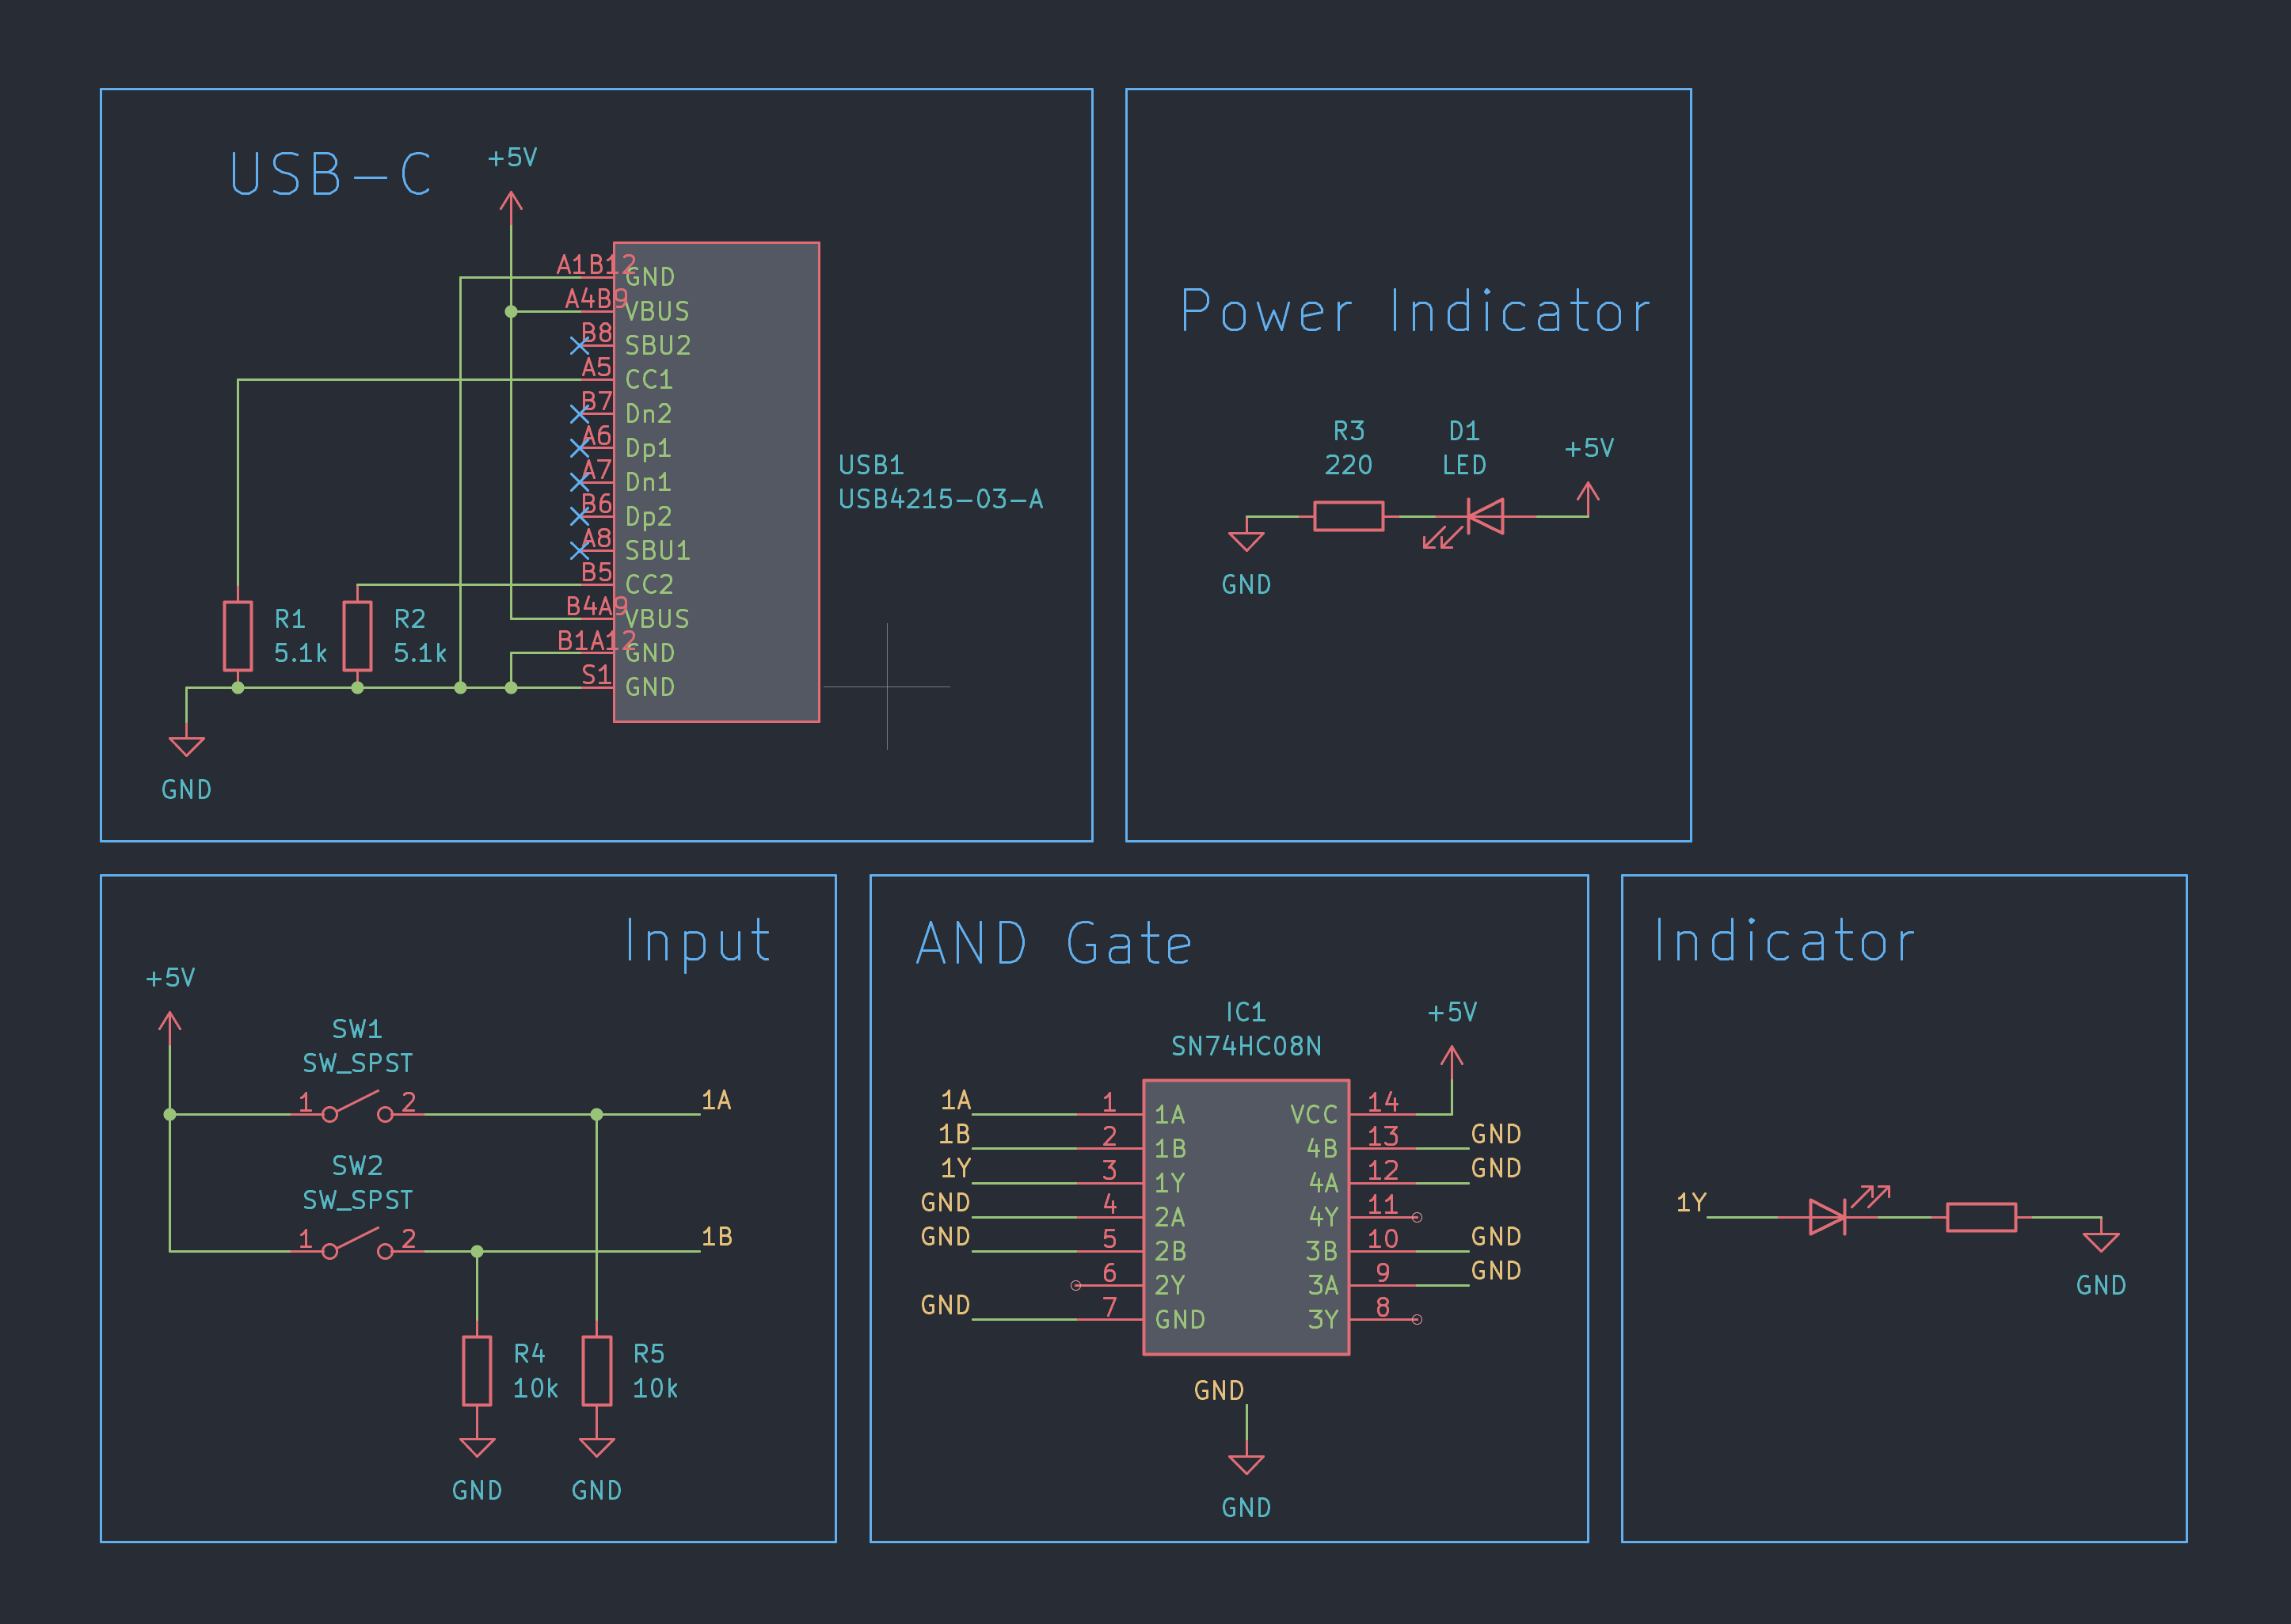 USB-C
+5V
A1B12
GND
A4B9
VBUS
B8
SBU2
A5
CC1
B7
Dn2
A6
Dp1
A7
Dn1
B6
Dp2
A8
SBU1
B5
CC2
B4A9
VBUS
B1A12
GND
S1
GND
USB1
USB4215-03-A
R1
5.1k
R2
5.1k
GND
Power Indicator
R3
220
D1
LED
+5V
GND
Input
+5V
SW1
SW_SPST
1 2
1A
SW2
SW_SPST
1 2
1B
R4
10k
R5
10k
GND
GND
AND Gate
IC1
SN74HC08N
+5V
1A 1 1A VCC 14
1B 2 1B 4B 13 GND
1Y 3 1Y 4A 12 GND
GND 4 2A 4Y 11
GND 5 2B 3B 10 GND
6 2Y 3A 9 GND
GND 7 GND 3Y 8
GND
GND
Indicator
1Y
GND